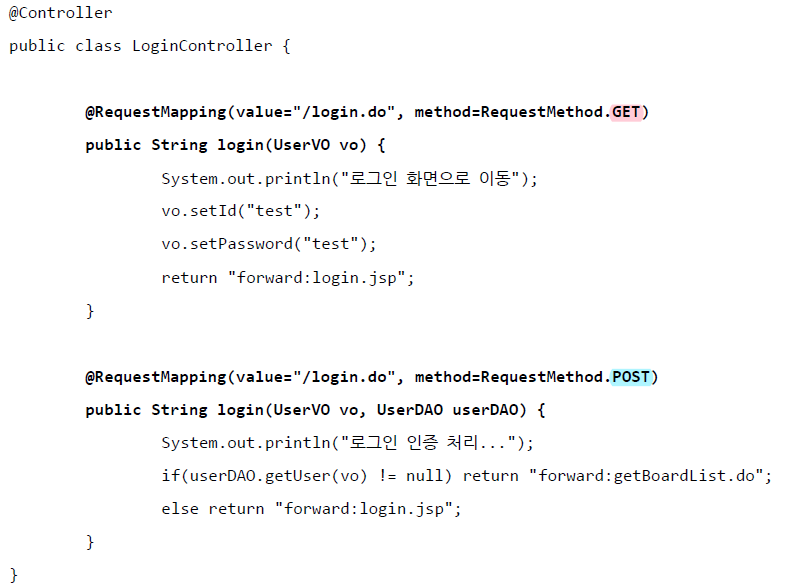 @Controller
public class LoginController {
@RequestMapping(value="/login.do", method=RequestMethod.GET)
public String login(UserVO vo) {
System.out.println("로그인 화면으로 이동");
vo.setId("test");
vo.setPassword("test");
return "forward:login.jsp";
}
@RequestMapping(value="/login.do", method=RequestMethod.POST)
public String login(UserVO vo, UserDAO userDAO) {
System.out.println("로그인 인증 처리...");
if(userDAO.getUser(vo) != null) return "forward:getBoardList.do";
else return "forward:login.jsp";
}
}